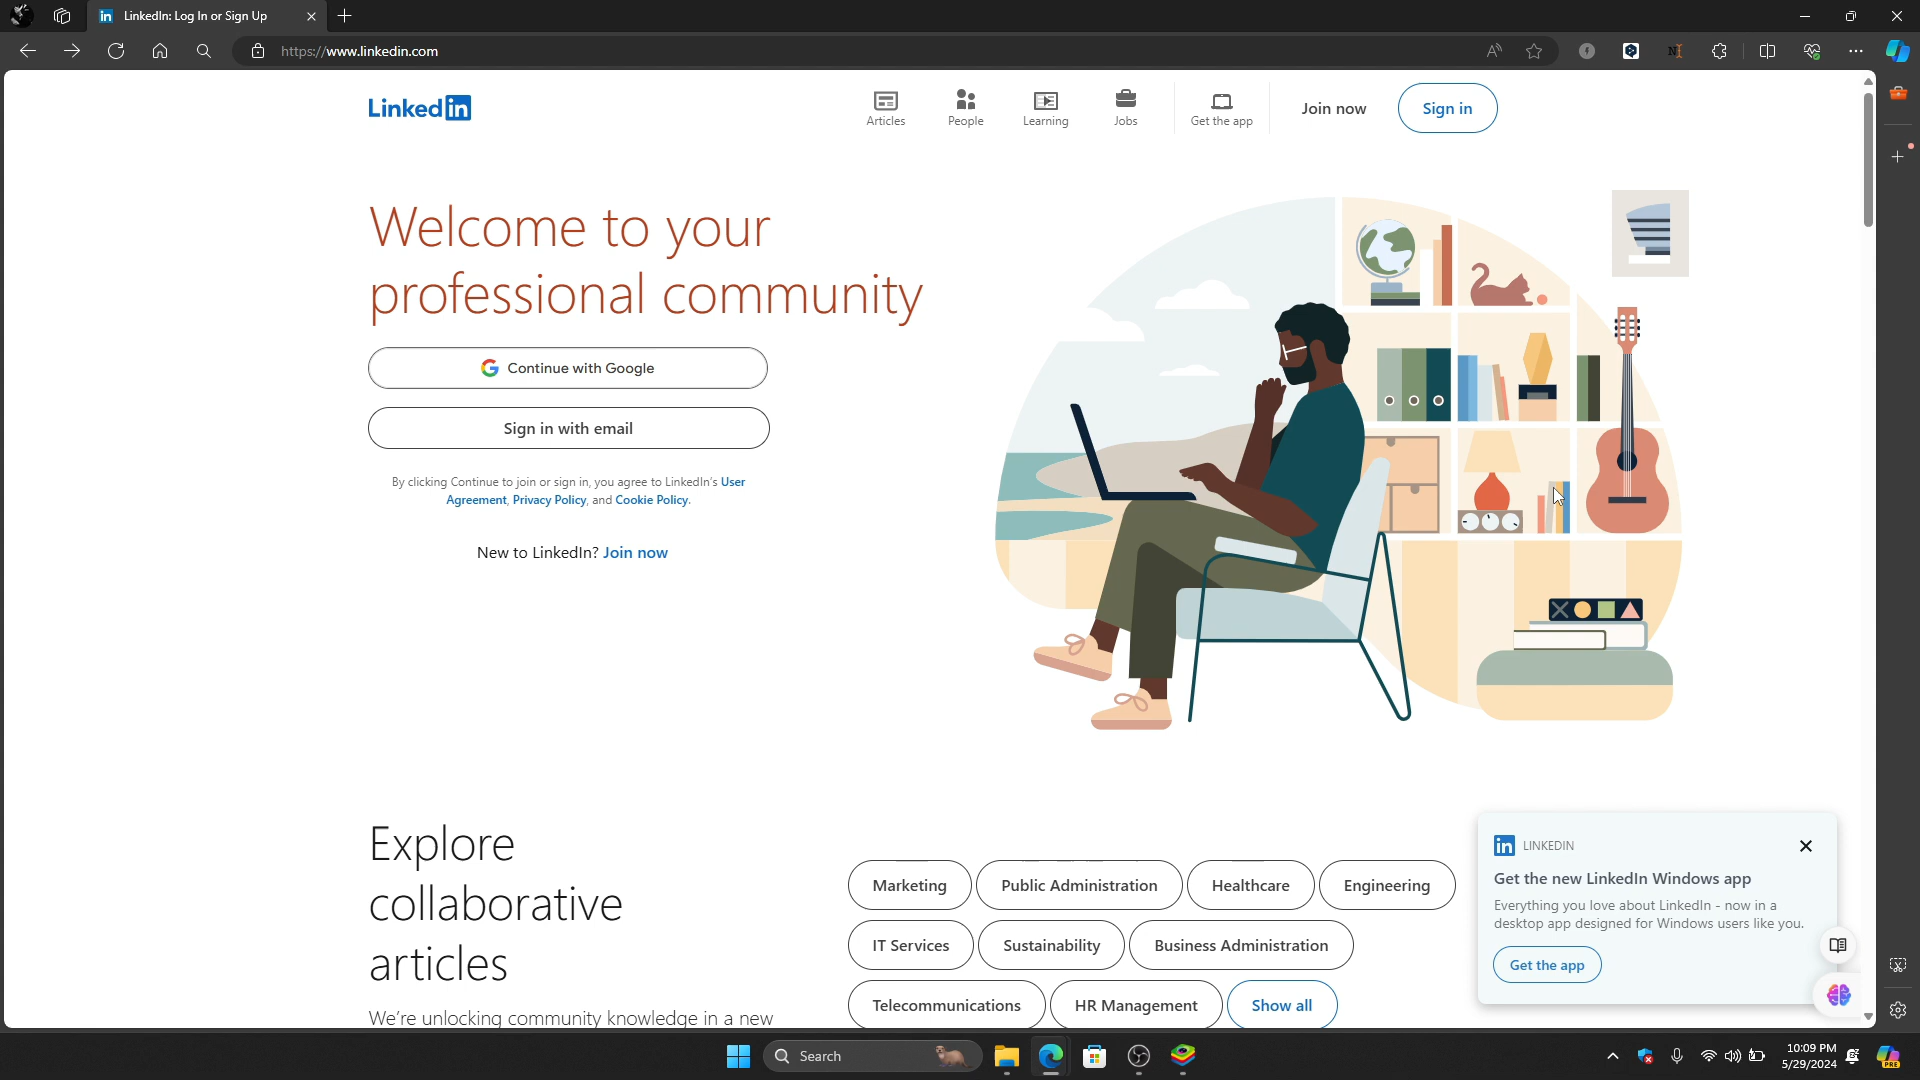 LinkedIn: Log In or Sign Up
https://www.linkedin.com
Linked in
Articles
People
Learning
Jobs
Get the app
Join now
Sign in
Welcome to your
professional community
Continue with Google
Sign in with email
By clicking Continue to join or sign in, you agree to LinkedIn's User
Agreement, Privacy Policy, and Cookie Policy.
New to LinkedIn? Join now
Explore
collaborative
articles
We're unlocking community knowledge in a new
Marketing
Public Administration
Healthcare
Engineering
IT Services
Sustainability
Business Administration
Telecommunications
HR Management
Show all
in LINKEDIN
Get the new LinkedIn Windows app
Everything you love about LinkedIn - now in a
desktop app designed for Windows users like you.
Get the app
Search
10:09 PM
5/29/2024
PRE